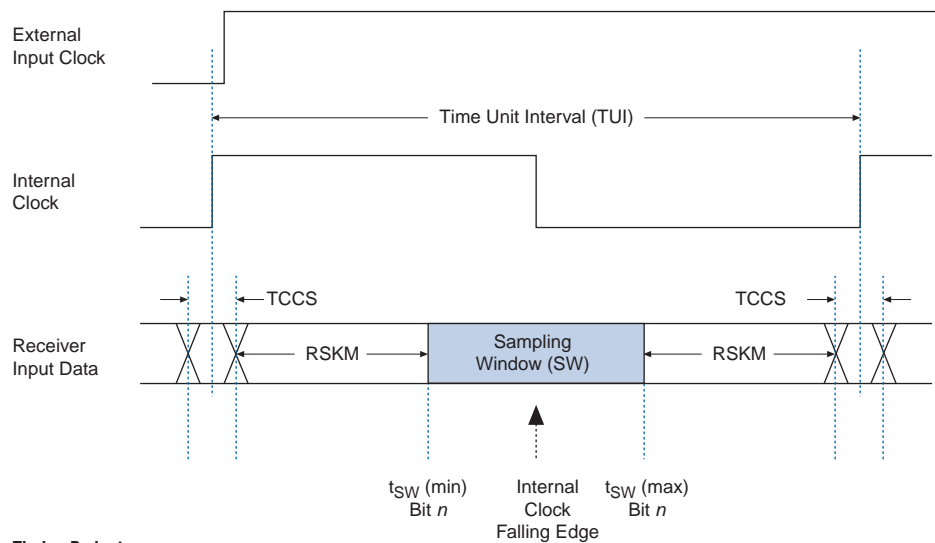 External
Input Clock
Time Unit Interval (TUI)
Internal
Clock
TCCS
TCCS
Receiver
Input Data
RSKM
Sampling
Window (SW)
RSKM
tSW (min)
Bit n
Internal
Clock
Falling Edge
tSW (max)
Bit n